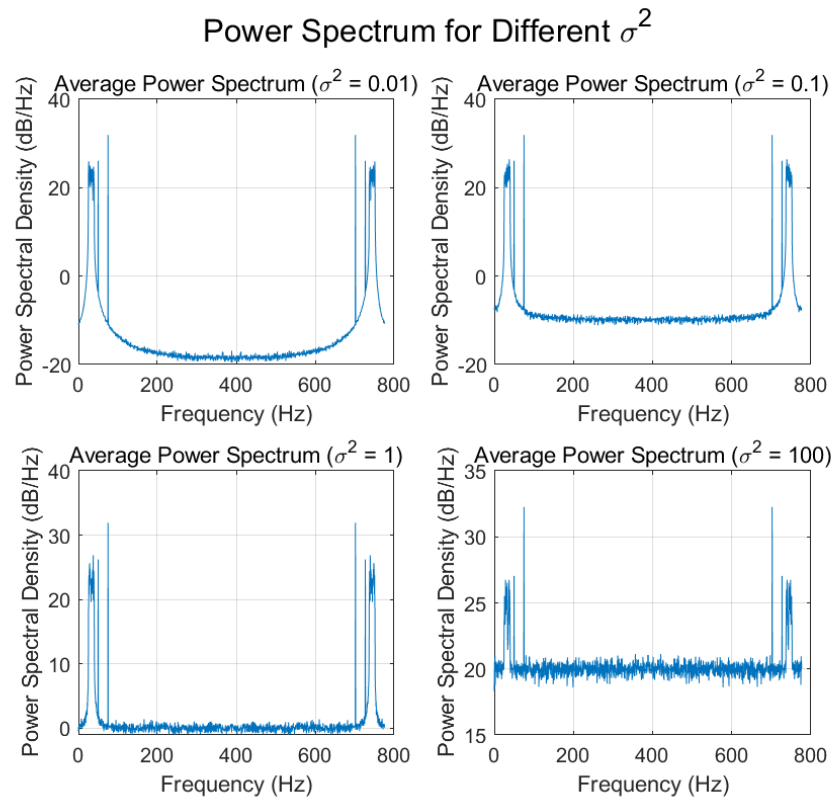 Power Spectrum for Different σ²
Average Power Spectrum (σ² = 0.01)
Power Spectral Density (dB/Hz)
40
20
0
-20
0 200 400 600 800
Frequency (Hz)
Average Power Spectrum (σ² = 0.1)
Power Spectral Density (dB/Hz)
40
20
0
-20
0 200 400 600 800
Frequency (Hz)
Average Power Spectrum (σ² = 1)
Power Spectral Density (dB/Hz)
40
30
20
10
0
0 200 400 600 800
Frequency (Hz)
Average Power Spectrum (σ² = 100)
Power Spectral Density (dB/Hz)
35
30
25
20
15
0 200 400 600 800
Frequency (Hz)